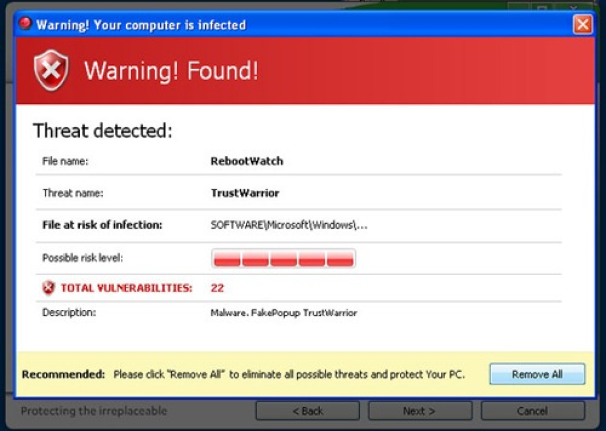 Warning! Your computer is infected
Warning! Found!
Threat detected:
File name: RebootWatch
Threat name: TrustWarrior
File at risk of infection: SOFTWARE\Microsoft\Windows\...
Possible risk level:
TOTAL VULNERABILITIES: 22
Description: Malware. FakePopup TrustWarrior
Recommended: Please click "Remove All" to eliminate all possible threats and protect Your PC. Remove All
Protecting the irreplaceable < Back Next > Cancel